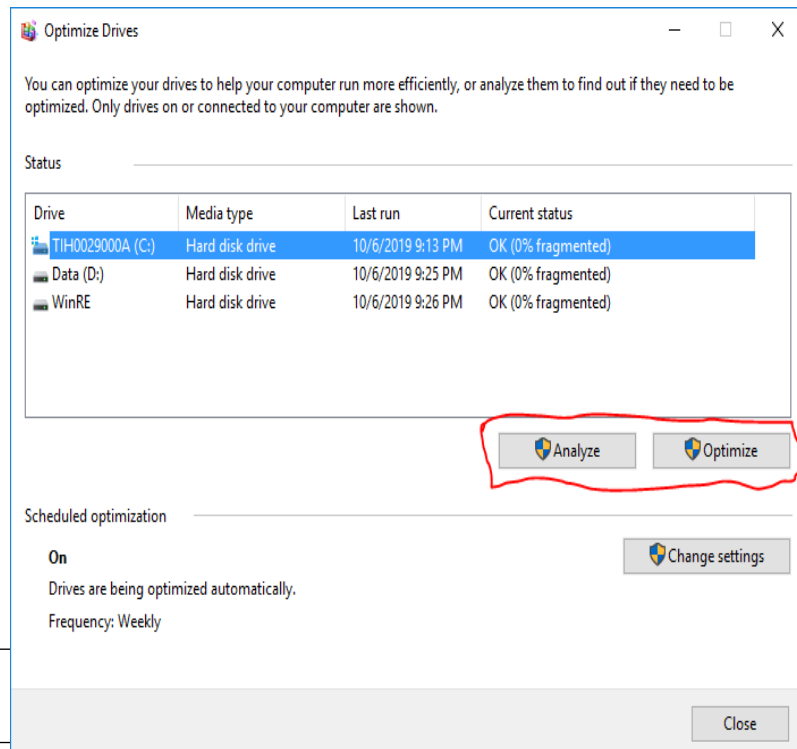 Optimize Drives
You can optimize your drives to help your computer run more efficiently, or analyze them to find out if they need to be
optimized. Only drives on or connected to your computer are shown.
Status
Drive Media type Last run Current status
TIH0029000A (C:) Hard disk drive 10/6/2019 9:13 PM OK (0% fragmented)
Data (D:) Hard disk drive 10/6/2019 9:25 PM OK (0% fragmented)
WinRE Hard disk drive 10/6/2019 9:26 PM OK (0% fragmented)
Analyze Optimize
Scheduled optimization
On Change settings
Drives are being optimized automatically.
Frequency: Weekly
Close